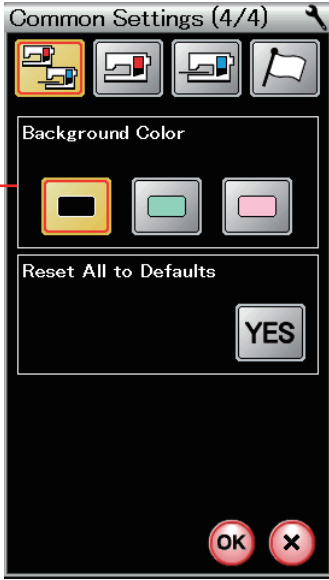 Common Settings (4/4)
Background Color
Reset All to Defaults
YES
OK